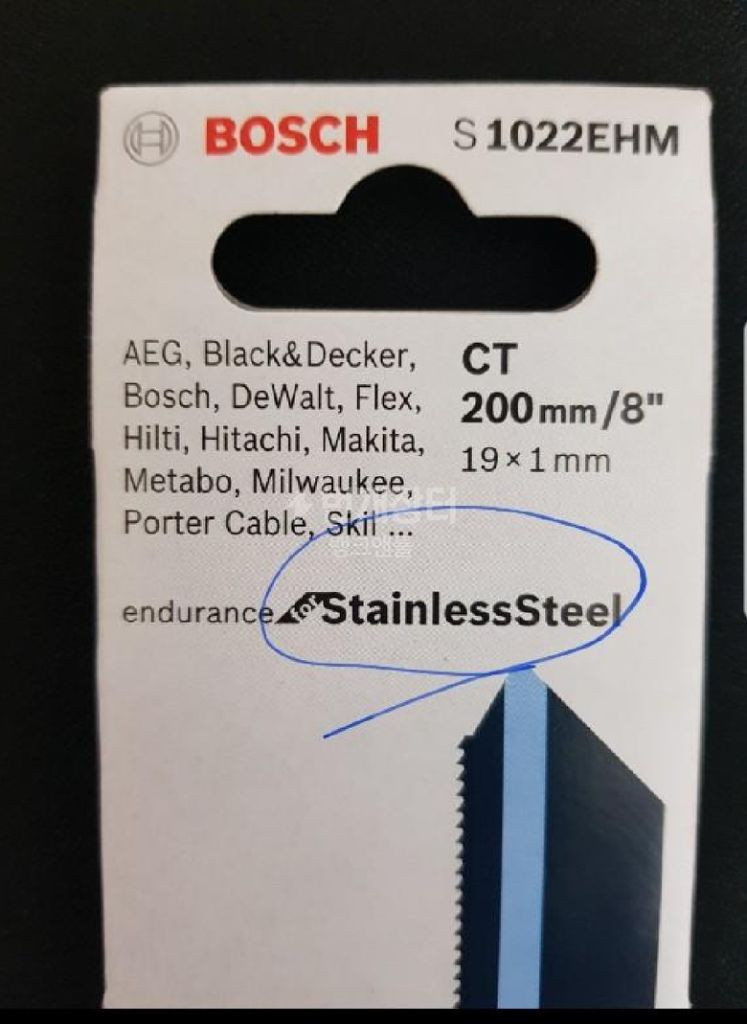 BOSCH S 1022EHM
AEG, Black&Decker,
Bosch, DeWalt, Flex,
Hilti, Hitachi, Makita,
Metabo, Milwaukee,
Porter Cable, Skil ...
CT
200 mm/8"
19 × 1 mm
endurance for StainlessSteel